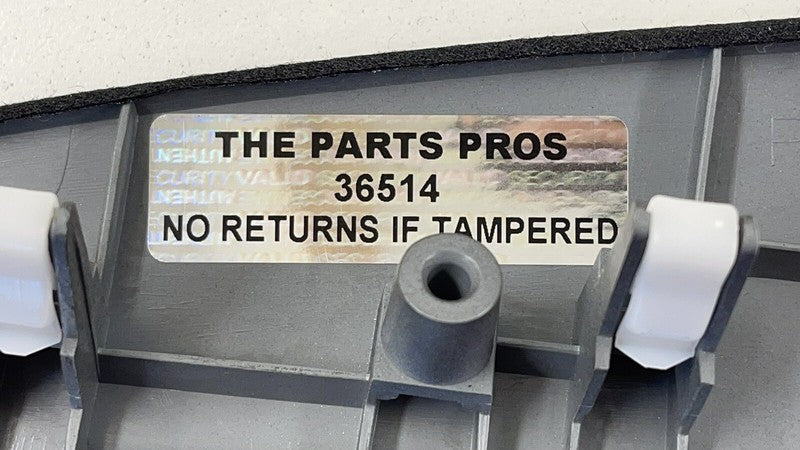 THE PARTS PROS
36514
NO RETURNS IF TAMPERED